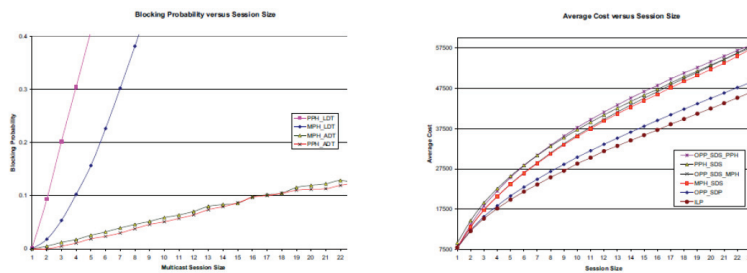 Blocking Probability versus Session Size
0.4
0.3
0.2
0.1
0
Blocking Probability
1 2 3 4 5 6 7 8 9 10 11 12 13 14 15 16 17 18 19 20 21 22
Multicast Session Size
PPH_LDT
MPH_LDT
MPH_ADT
PPH_ADT
Average Cost versus Session Size
57500
47500
37500
27500
17500
7500
Average Cost
1 2 3 4 5 6 7 8 9 10 11 12 13 14 15 16 17 18 19 20 21 22
Session Size
OPP_SDS_PPH
PPH_SDS
OPP_SDS_MPH
MPH_SDS
OPP_SDP
ILP